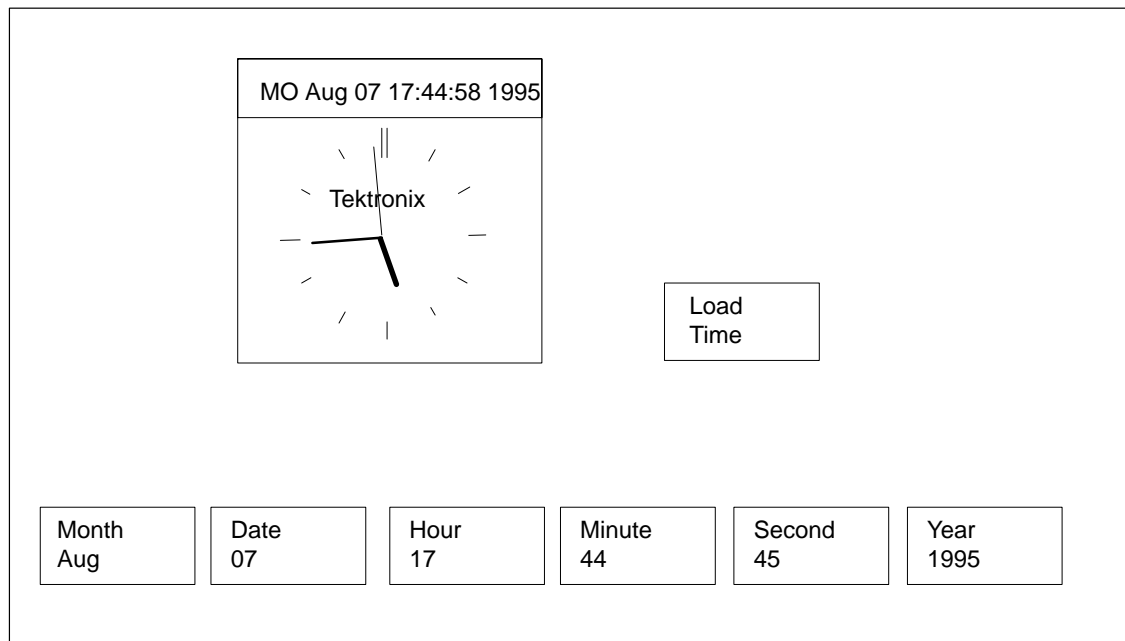 MO Aug 07 17:44:58 1995
Tektronix
Load
Time
Month
Aug
Date
07
Hour
17
Minute
44
Second
45
Year
1995